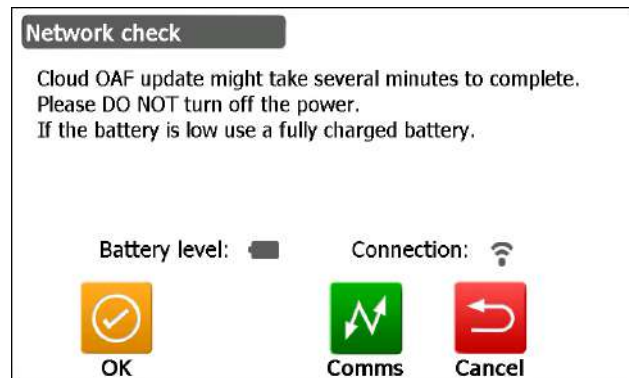 Network check
Cloud OAF update might take several minutes to complete.
Please DO NOT turn off the power.
If the battery is low use a fully charged battery.
Battery level:
Connection:
OK
Comms
Cancel